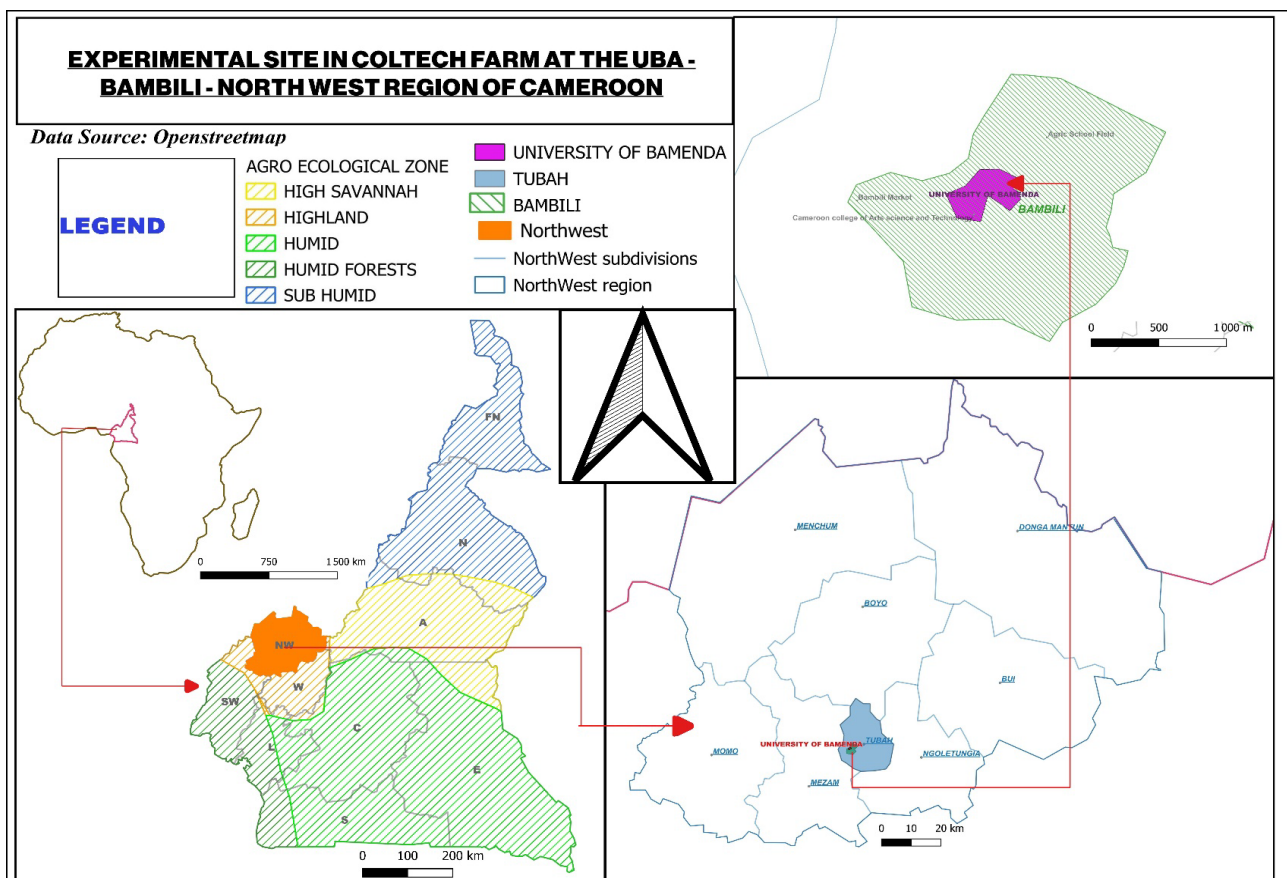 EXPERIMENTAL SITE IN COLTECH FARM AT THE UBA -
BAMBILI - NORTH WEST REGION OF CAMEROON
Data Source: Openstreetmap
LEGEND
AGRO ECOLOGICAL ZONE
HIGH SAVANNAH
HIGHLAND
HUMID
HUMID FORESTS
SUB HUMID
UNIVERSITY OF BAMENDA
TUBAH
BAMBILI
Northwest
NorthWest subdivisions
NorthWest region
Agric School Field
Bambili Market
UNIVERSITY OF BAMENDA
BAMBILI
Cameroon college of Arts science and Technology
0 500 1 000 m
0 750 1 500 km
FN
N
A
NW
W
SW
L
C
E
S
0 100 200 km
MENCHUM
DONGA MANTUN
BOYO
BUI
UNIVERSITY OF BAMENDA
TUBAH
MOMO
NGOLETUNGIA
MEZAM
0 10 20 km